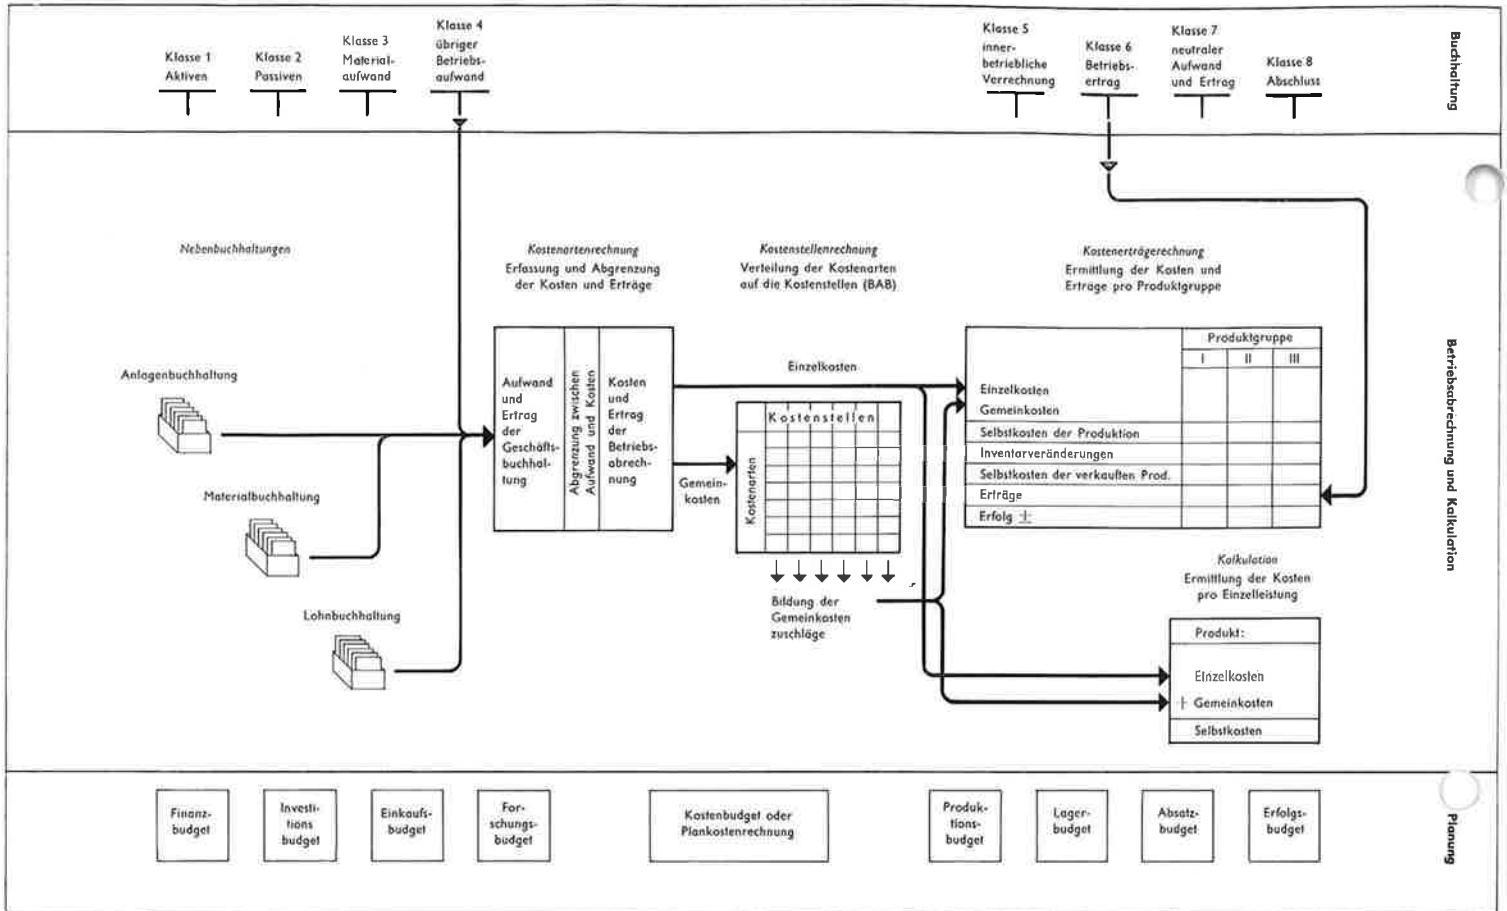 Klasse 1
Aktiven
Klasse 2
Passiven
Klasse 3
Material-
aufwand
Klasse 4
übriger
Betriebs-
aufwand
Klasse 5
inner-
betriebliche
Verrechnung
Klasse 6
Betriebs-
ertrag
Klasse 7
neutraler
Aufwand
und Ertrag
Klasse 8
Abschluss
Buchhaltung
Nebenbuchhaltungen
Anlagenbuchhaltung
Materialbuchhaltung
Lohnbuchhaltung
Kostenartenrechnung
Erfassung und Abgrenzung
der Kosten und Erträge
Aufwand
und
Ertrag
der
Geschäfts-
buchhal-
tung
Abgrenzung zwischen
Aufwand und Kosten
Kosten
und
Ertrag
der
Betriebs-
abrech-
nung
Kostenstellenrechnung
Verteilung der Kostenarten
auf die Kostenstellen (BAB)
Einzelkosten
Gemein-
kosten
Kostenstellen
Kostenarten
Bildung der
Gemeinkosten
zuschläge
Kostenerträgerechnung
Ermittlung der Kosten und
Erträge pro Produktgruppe
Produktgruppe
I II III
Einzelkosten
Gemeinkosten
Selbstkosten der Produktion
Inventarveränderungen
Selbstkosten der verkauften Prod.
Erträge
Erfolg ±
Kalkulation
Ermittlung der Kosten
pro Einzelleistung
Produkt:
Einzelkosten
+ Gemeinkosten
Selbstkosten
Betriebsabrechnung und Kalkulation
Finanz-
budget
Investi-
tions
budget
Einkaufs-
budget
For-
schungs-
budget
Kostenbudget oder
Plankostenrechnung
Produk-
tions-
budget
Lager-
budget
Absatz-
budget
Erfolgs-
budget
Planung